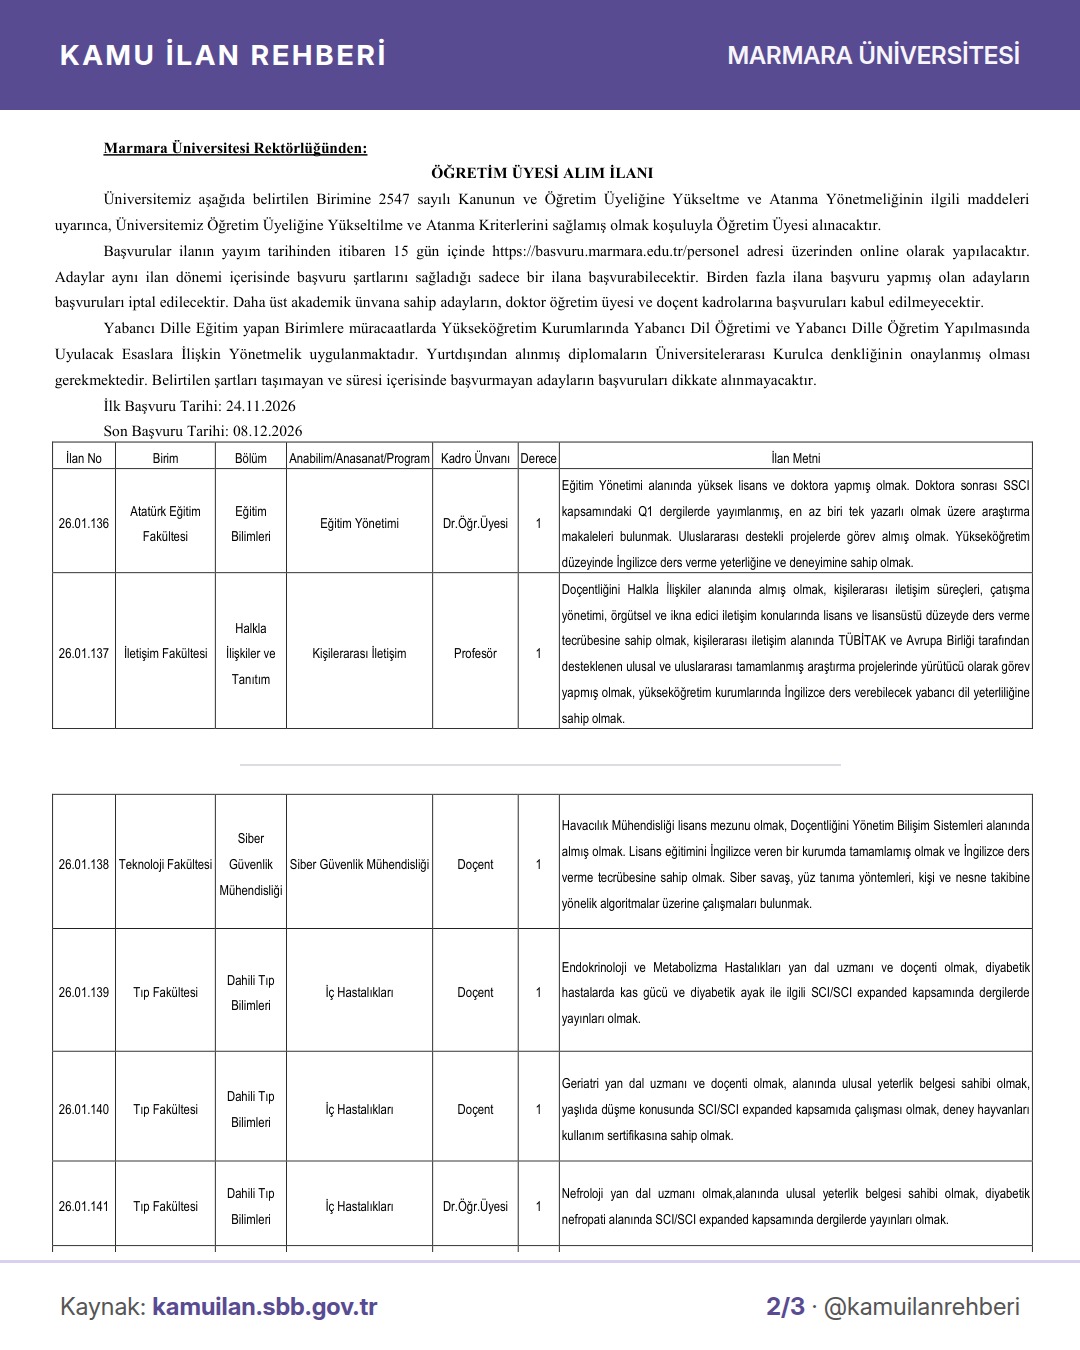 KAMU İLAN REHBERİ
MARMARA ÜNİVERSİTESİ
Marmara Üniversitesi Rektörlüğünden:
ÖĞRETİM ÜYESİ ALIM İLANI
Üniversitemiz aşağıda belirtilen Birimine 2547 sayılı Kanunun ve Öğretim Üyeliğine Yükseltme ve Atanma Yönetmeliğinin ilgili maddeleri
uyarınca, Üniversitemiz Öğretim Üyeliğine Yükseltilme ve Atanma Kriterlerini sağlamış olmak koşuluyla Öğretim Üyesi alınacaktır.
Başvurular ilanın yayım tarihinden itibaren 15 gün içinde https://basvuru.marmara.edu.tr/personel adresi üzerinden online olarak yapılacaktır.
Adaylar aynı ilan dönemi içerisinde başvuru şartlarını sağladığı sadece bir ilana başvurabilecektir. Birden fazla ilana başvuru yapmış olan adayların
başvuruları iptal edilecektir. Daha üst akademik ünvana sahip adayların, doktor öğretim üyesi ve doçent kadrolarına başvuruları kabul edilmeyecektir.
Yabancı Dille Eğitim yapan Birimlere müracaatlarda Yükseköğretim Kurumlarında Yabancı Dil Öğretimi ve Yabancı Dille Öğretim Yapılmasında
Uyulacak Esaslara İlişkin Yönetmelik uygulanmaktadır. Yurtdışından alınmış diplomaların Üniversitelerarası Kurulca denkliğinin onaylanmış olması
gerekmektedir. Belirtilen şartları taşımayan ve süresi içerisinde başvurmayan adayların başvuruları dikkate alınmayacaktır.
İlk Başvuru Tarihi: 24.11.2026
Son Başvuru Tarihi: 08.12.2026
İlan No Birim Bölüm Anabilim/Anasanat/Program Kadro Ünvanı Derece İlan Metni
26.01.136
Atatürk Eğitim
Fakültesi
Eğitim
Bilimleri
Eğitim Yönetimi
Dr.Öğr.Üyesi
1
Eğitim Yönetimi alanında yüksek lisans ve doktora yapmış olmak. Doktora sonrası SSCI
kapsamındaki Q1 dergilerde yayımlanmış, en az biri tek yazarlı olmak üzere araştırma
makaleleri bulunmak. Uluslararası destekli projelerde görev almış olmak. Yükseköğretim
düzeyinde İngilizce ders verme yeterliğine ve deneyimine sahip olmak.
26.01.137
İletişim Fakültesi
Halkla
İlişkiler ve
Tanıtım
Kişilerarası İletişim
Profesör
1
Doçentliğini Halkla İlişkiler alanında almış olmak, kişilerarası iletişim süreçleri, çatışma
yönetimi, örgütsel ve ikna edici iletişim konularında lisans ve lisansüstü düzeyde ders verme
tecrübesine sahip olmak, kişilerarası iletişim alanında TÜBİTAK ve Avrupa Birliği tarafından
desteklenen ulusal ve uluslararası tamamlanmış araştırma projelerinde yürütücü olarak görev
yapmış olmak, yükseköğretim kurumlarında İngilizce ders verebilecek yabancı dil yeterliliğine
sahip olmak.
26.01.138
Teknoloji Fakültesi
Siber
Güvenlik
Mühendisliği
Siber Güvenlik Mühendisliği
Doçent
1
Havacılık Mühendisliği lisans mezunu olmak, Doçentliğini Yönetim Bilişim Sistemleri alanında
almış olmak. Lisans eğitimini İngilizce veren bir kurumda tamamlamış olmak ve İngilizce ders
verme tecrübesine sahip olmak. Siber savaş, yüz tanıma yöntemleri, kişi ve nesne takibine
yönelik algoritmalar üzerine çalışmaları bulunmak.
26.01.139
Tıp Fakültesi
Dahili Tıp
Bilimleri
İç Hastalıkları
Doçent
1
Endokrinoloji ve Metabolizma Hastalıkları yan dal uzmanı ve doçenti olmak, diyabetik
hastalarda kas gücü ve diyabetik ayak ile ilgili SCI/SCI expanded kapsamında dergilerde
yayınları olmak.
26.01.140
Tıp Fakültesi
Dahili Tıp
Bilimleri
İç Hastalıkları
Doçent
1
Geriatri yan dal uzmanı ve doçenti olmak, alanında ulusal yeterlik belgesi sahibi olmak,
yaşlıda düşme konusunda SCI/SCI expanded kapsamıda çalışması olmak, deney hayvanları
kullanım sertifikasına sahip olmak.
26.01.141
Tıp Fakültesi
Dahili Tıp
Bilimleri
İç Hastalıkları
Dr.Öğr.Üyesi
1
Nefroloji yan dal uzmanı olmak,alanında ulusal yeterlik belgesi sahibi olmak, diyabetik
nefropati alanında SCI/SCI expanded kapsamında dergilerde yayınları olmak.
Kaynak: kamuilan.sbb.gov.tr
2/3 · @kamuilanrehberi